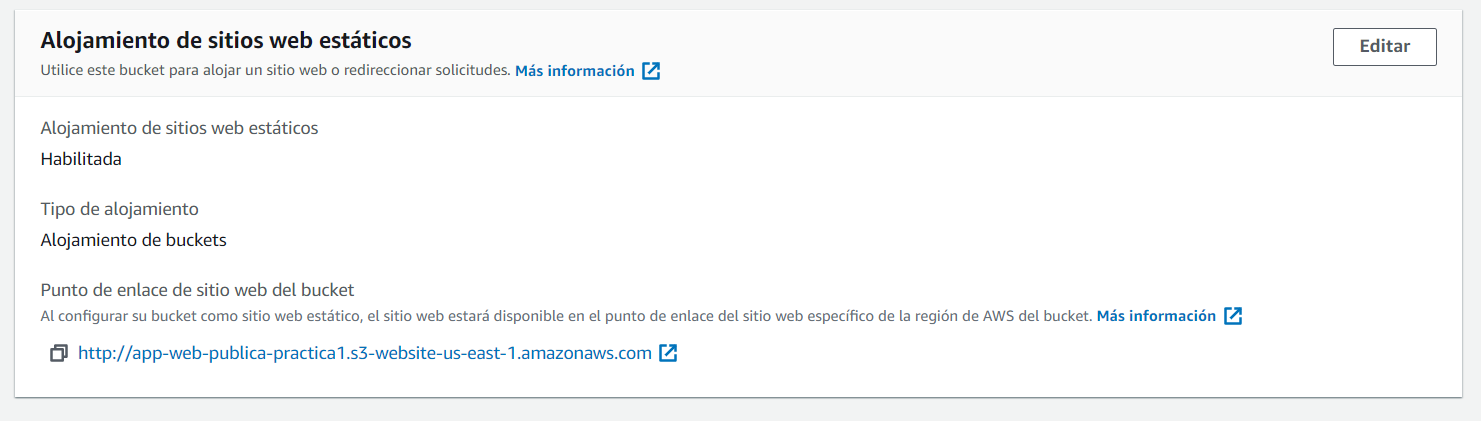 Alojamiento de sitios web estáticos
Editar
Utilice este bucket para alojar un sitio web o redireccionar solicitudes. Más información
Alojamiento de sitios web estáticos
Habilitada
Tipo de alojamiento
Alojamiento de buckets
Punto de enlace de sitio web del bucket
Al configurar su bucket como sitio web estático, el sitio web estará disponible en el punto de enlace del sitio web específico de la región de AWS del bucket. Más información
http://app-web-publica-practica1.s3-website-us-east-1.amazonaws.com